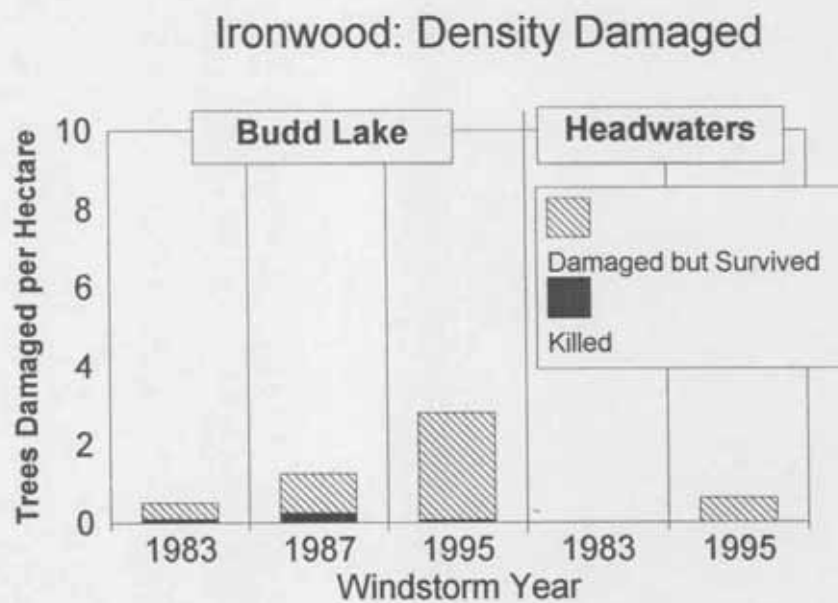 Ironwood: Density Damaged
Budd Lake
Headwaters
Trees Damaged per Hectare
10
8
6
4
2
0
Damaged but Survived
Killed
1983 1987 1995 1983 1995
Windstorm Year